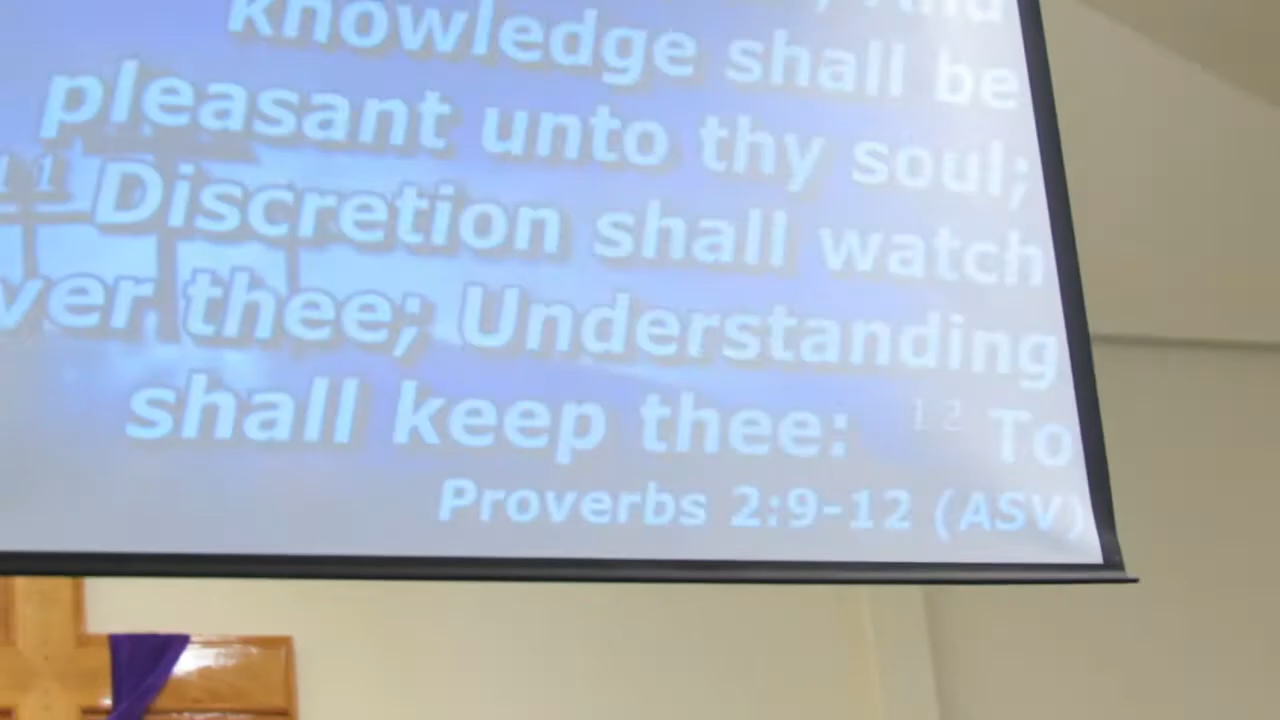 And
knowledge shall be
pleasant unto thy soul;
11 Discretion shall watch
ver thee; Understanding
shall keep thee: 12 To
Proverbs 2:9-12 (ASV)